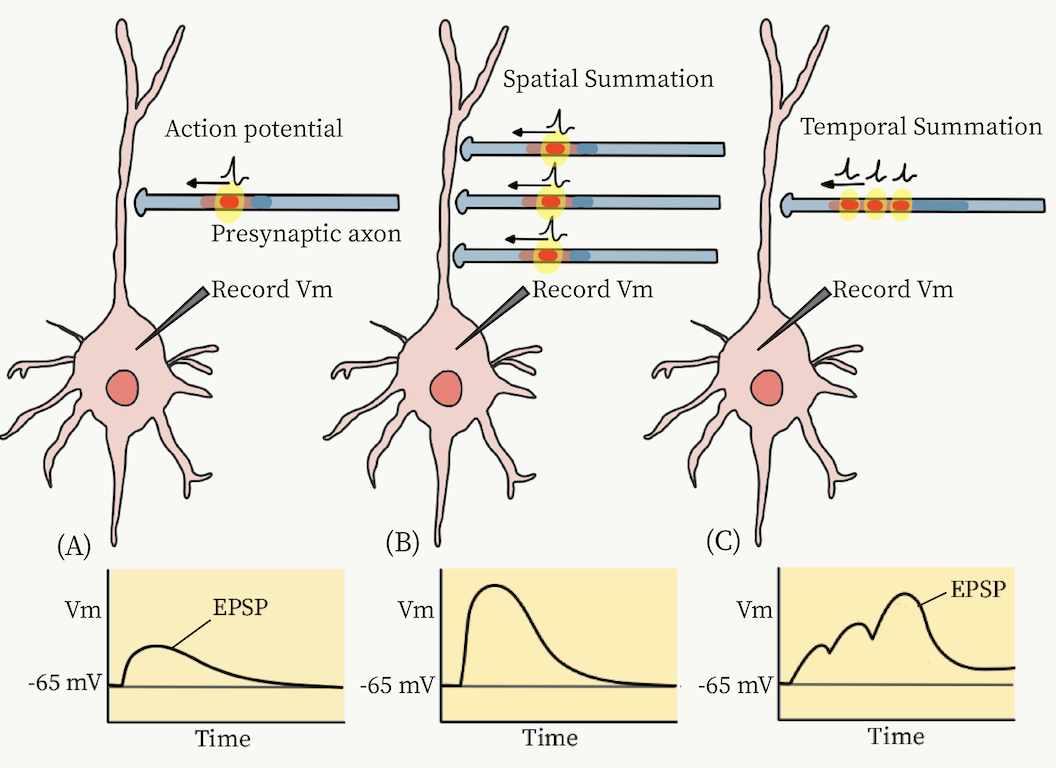 Action potential
Presynaptic axon
Record Vm
(A)
Vm
EPSP
-65 mV
Time
Spatial Summation
Record Vm
(B)
Vm
-65 mV
Time
Temporal Summation
Record Vm
(C)
Vm
EPSP
-65 mV
Time